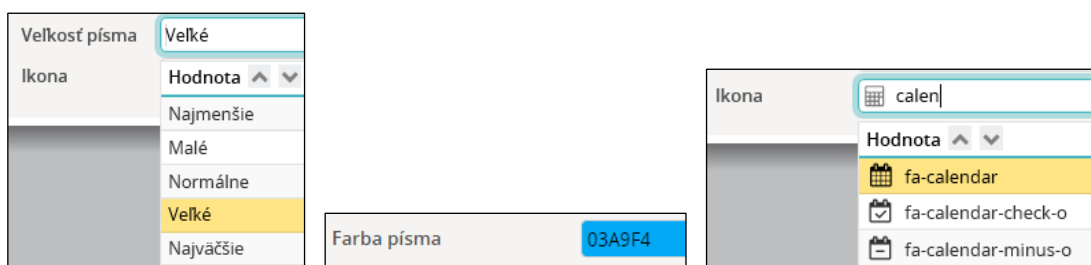 Veľkosť písma Veľké
Ikona Hodnota
Najmenšie
Malé
Normálne
Veľké
Najväčšie
Farba písma 03A9F4
Ikona calen
Hodnota
fa-calendar
fa-calendar-check-o
fa-calendar-minus-o